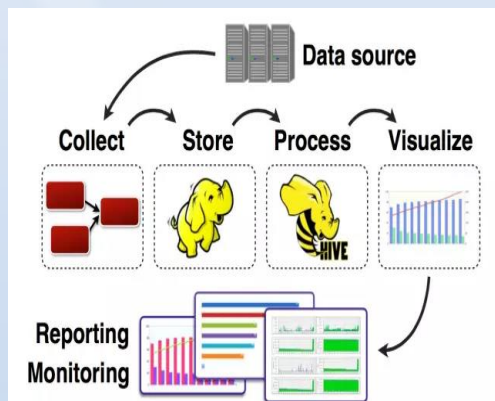 Data source
Collect Store Process Visualize
HIVE
Reporting
Monitoring